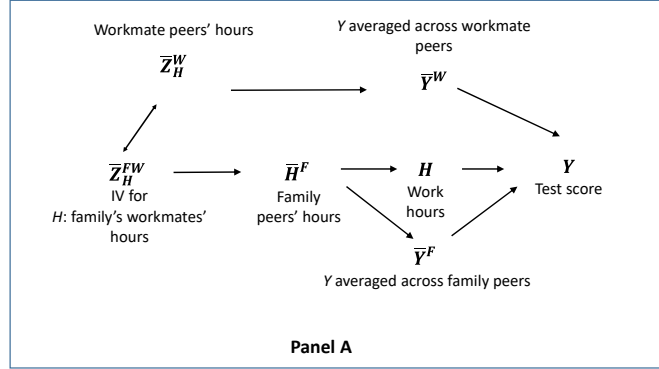 Workmate peers' hours
Z̅_H^W
Y averaged across workmate
peers
Y̅^W
Z̅_H^FW
IV for
H: family's workmates'
hours
H̅^F
Family
peers' hours
H
Work
hours
Y
Test score
Y̅^F
Y averaged across family peers
Panel A